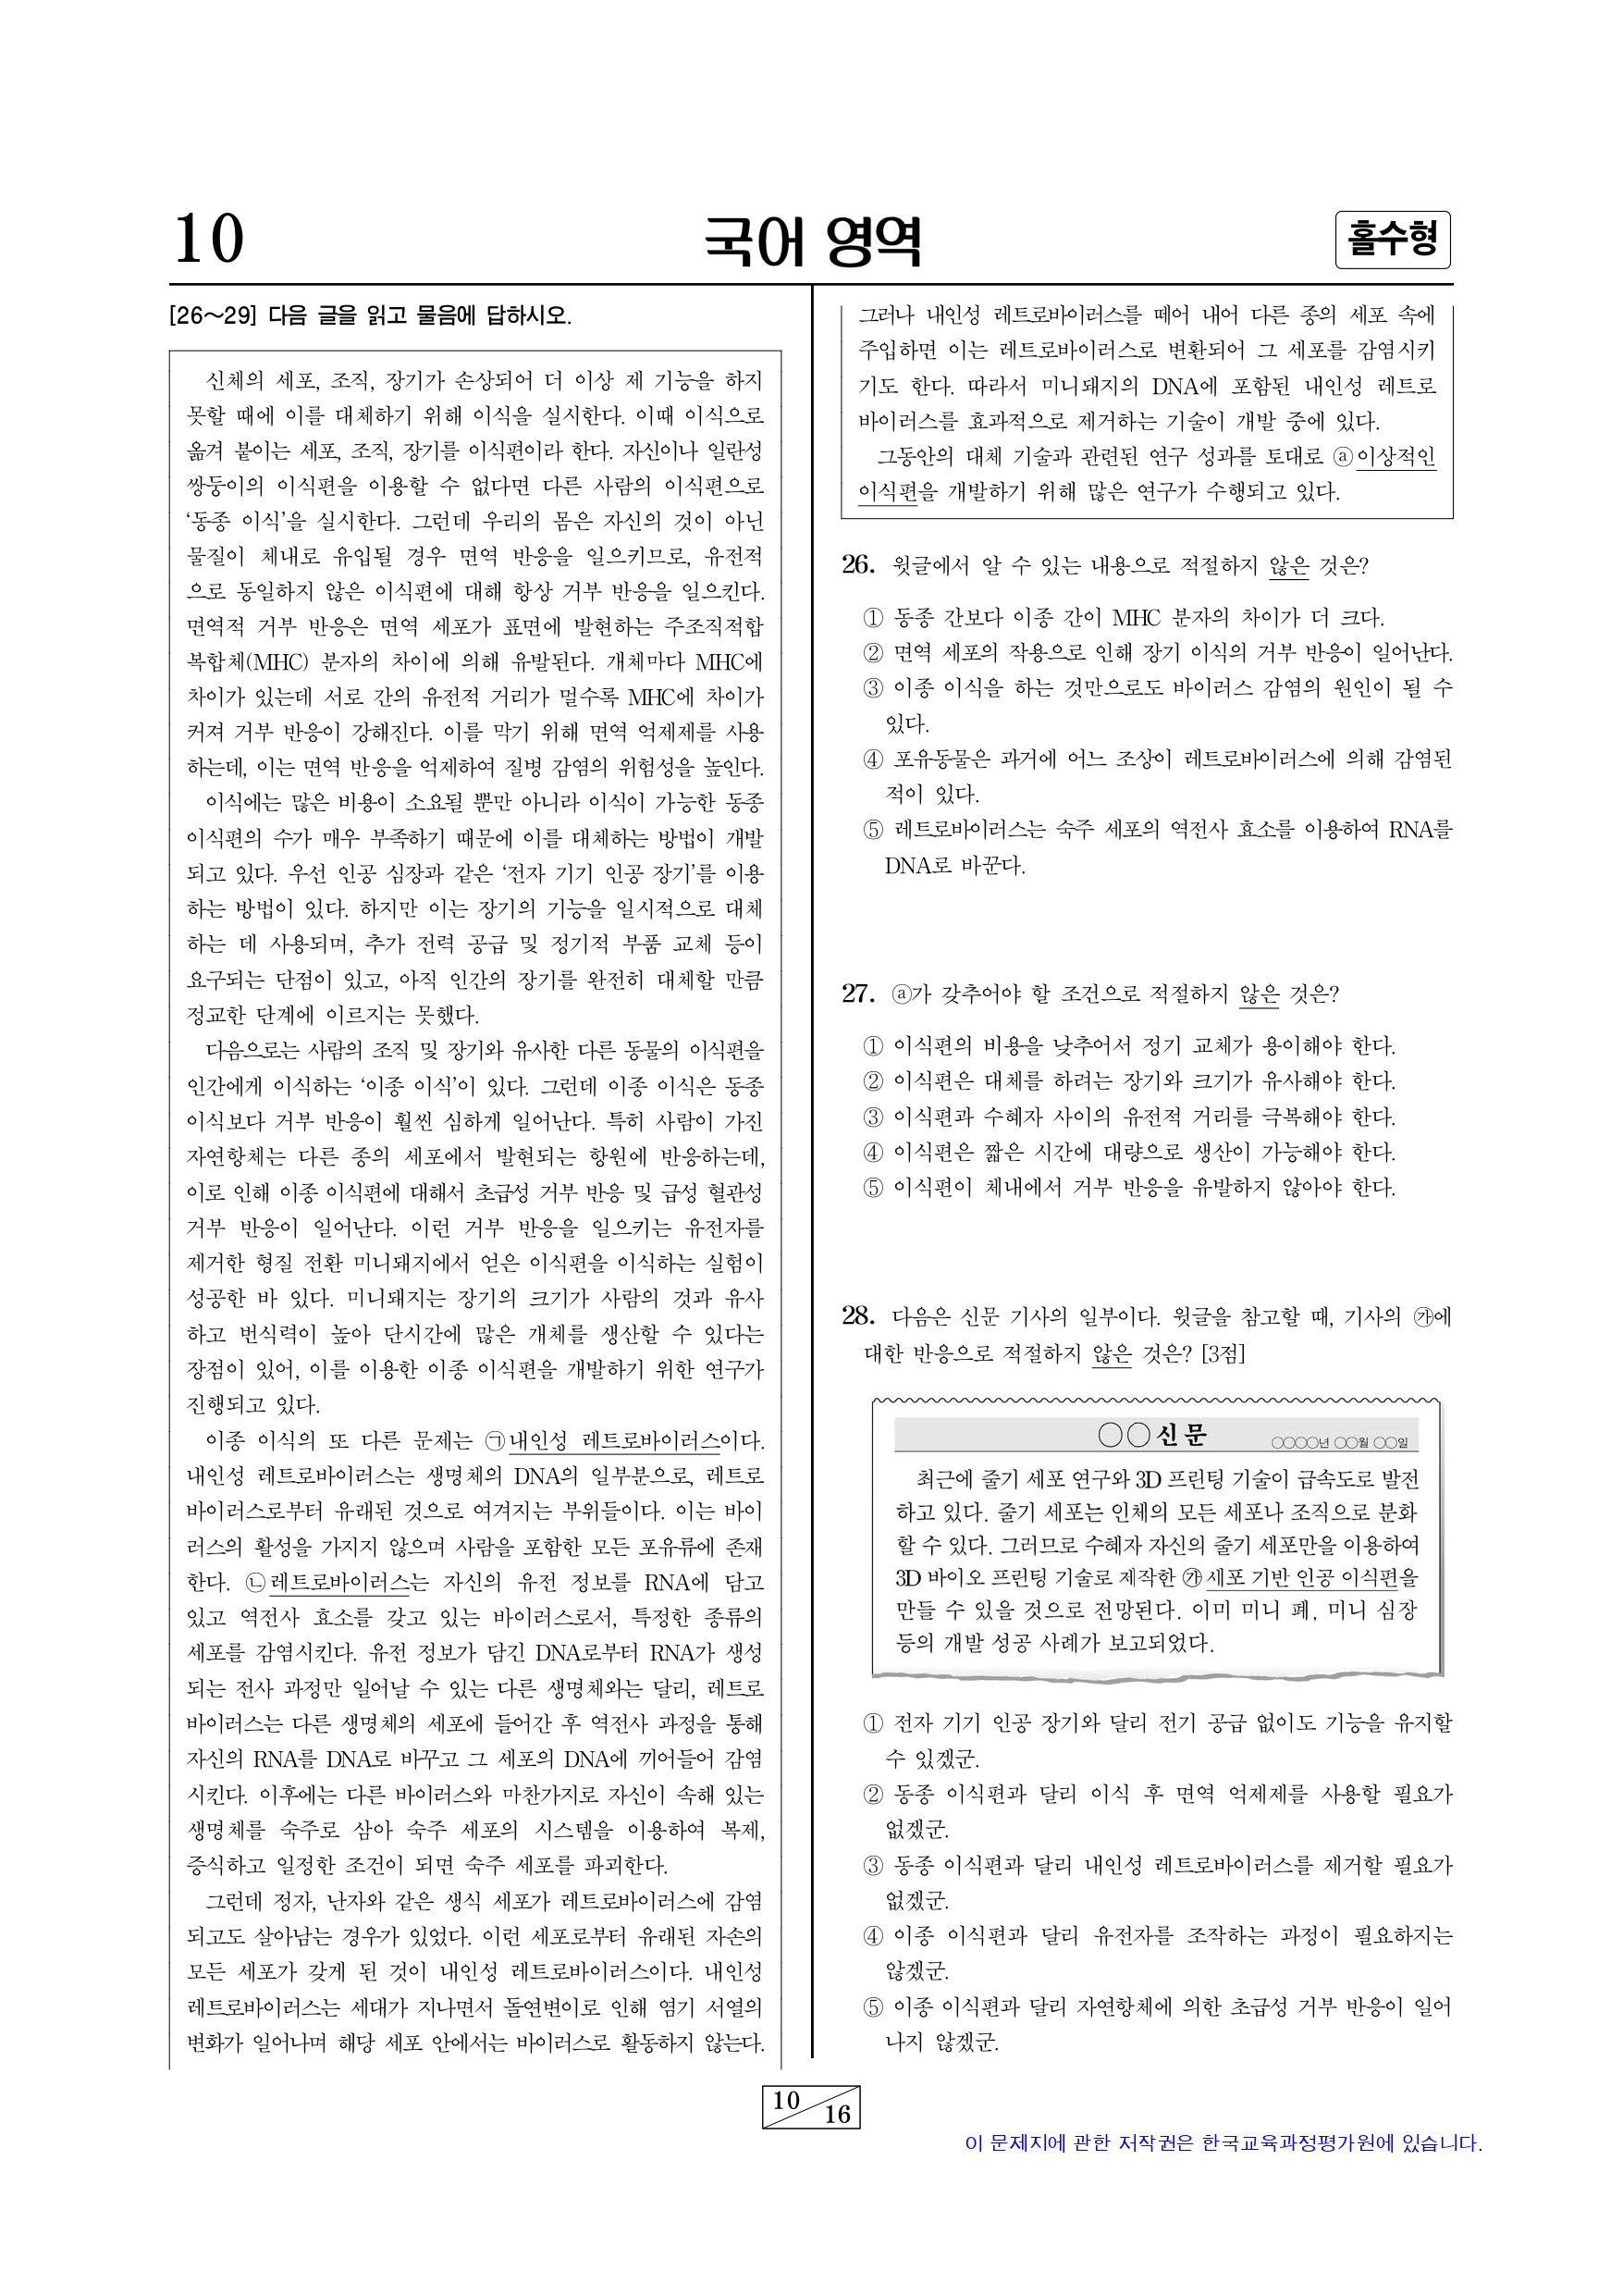 10
국어 영역
홀수형
[26~29] 다음 글을 읽고 물음에 답하시오.
신체의 세포, 조직, 장기가 손상되어 더 이상 제 기능을 하지
못할 때에 이를 대체하기 위해 이식을 실시한다. 이때 이식으로
옮겨 붙이는 세포, 조직, 장기를 이식편이라 한다. 자신이나 일란성
쌍둥이의 이식편을 이용할 수 없다면 다른 사람의 이식편으로
‘동종 이식’을 실시한다. 그런데 우리의 몸은 자신의 것이 아닌
물질이 체내로 유입될 경우 면역 반응을 일으키므로, 유전적
으로 동일하지 않은 이식편에 대해 항상 거부 반응을 일으킨다.
면역적 거부 반응은 면역 세포가 표면에 발현하는 주조직적합
복합체(MHC) 분자의 차이에 의해 유발된다. 개체마다 MHC에
차이가 있는데 서로 간의 유전적 거리가 멀수록 MHC에 차이가
커져 거부 반응이 강해진다. 이를 막기 위해 면역 억제제를 사용
하는데, 이는 면역 반응을 억제하여 질병 감염의 위험성을 높인다.
이식에는 많은 비용이 소요될 뿐만 아니라 이식이 가능한 동종
이식편의 수가 매우 부족하기 때문에 이를 대체하는 방법이 개발
되고 있다. 우선 인공 심장과 같은 ‘전자 기기 인공 장기’를 이용
하는 방법이 있다. 하지만 이는 장기의 기능을 일시적으로 대체
하는 데 사용되며, 추가 전력 공급 및 정기적 부품 교체 등이
요구되는 단점이 있고, 아직 인간의 장기를 완전히 대체할 만큼
정교한 단계에 이르지는 못했다.
다음으로는 사람의 조직 및 장기와 유사한 다른 동물의 이식편을
인간에게 이식하는 ‘이종 이식’이 있다. 그런데 이종 이식은 동종
이식보다 거부 반응이 훨씬 심하게 일어난다. 특히 사람이 가진
자연항체는 다른 종의 세포에서 발현되는 항원에 반응하는데,
이로 인해 이종 이식편에 대해서 초급성 거부 반응 및 급성 혈관성
거부 반응이 일어난다. 이런 거부 반응을 일으키는 유전자를
제거한 형질 전환 미니돼지에서 얻은 이식편을 이식하는 실험이
성공한 바 있다. 미니돼지는 장기의 크기가 사람의 것과 유사
하고 번식력이 높아 단시간에 많은 개체를 생산할 수 있다는
장점이 있어, 이를 이용한 이종 이식편을 개발하기 위한 연구가
진행되고 있다.
이종 이식의 또 다른 문제는 ㉠내인성 레트로바이러스이다.
내인성 레트로바이러스는 생명체의 DNA의 일부분으로, 레트로
바이러스로부터 유래된 것으로 여겨지는 부위들이다. 이는 바이
러스의 활성을 가지지 않으며 사람을 포함한 모든 포유류에 존재
한다. ㉡레트로바이러스는 자신의 유전 정보를 RNA에 담고
있고 역전사 효소를 갖고 있는 바이러스로서, 특정한 종류의
세포를 감염시킨다. 유전 정보가 담긴 DNA로부터 RNA가 생성
되는 전사 과정만 일어날 수 있는 다른 생명체와는 달리, 레트로
바이러스는 다른 생명체의 세포에 들어간 후 역전사 과정을 통해
자신의 RNA를 DNA로 바꾸고 그 세포의 DNA에 끼어들어 감염
시킨다. 이후에는 다른 바이러스와 마찬가지로 자신이 속해 있는
생명체를 숙주로 삼아 숙주 세포의 시스템을 이용하여 복제,
증식하고 일정한 조건이 되면 숙주 세포를 파괴한다.
그런데 정자, 난자와 같은 생식 세포가 레트로바이러스에 감염
되고도 살아남는 경우가 있었다. 이런 세포로부터 유래된 자손의
모든 세포가 갖게 된 것이 내인성 레트로바이러스이다. 내인성
레트로바이러스는 세대가 지나면서 돌연변이로 인해 염기 서열의
변화가 일어나며 해당 세포 안에서는 바이러스로 활동하지 않는다.
그러나 내인성 레트로바이러스를 떼어 내어 다른 종의 세포 속에
주입하면 이는 레트로바이러스로 변환되어 그 세포를 감염시키
기도 한다. 따라서 미니돼지의 DNA에 포함된 내인성 레트로
바이러스를 효과적으로 제거하는 기술이 개발 중에 있다.
그동안의 대체 기술과 관련된 연구 성과를 토대로 ⓐ이상적인
이식편을 개발하기 위해 많은 연구가 수행되고 있다.
26. 윗글에서 알 수 있는 내용으로 적절하지 않은 것은?
① 동종 간보다 이종 간이 MHC 분자의 차이가 더 크다.
② 면역 세포의 작용으로 인해 장기 이식의 거부 반응이 일어난다.
③ 이종 이식을 하는 것만으로도 바이러스 감염의 원인이 될 수
있다.
④ 포유동물은 과거에 어느 조상이 레트로바이러스에 의해 감염된
적이 있다.
⑤ 레트로바이러스는 숙주 세포의 역전사 효소를 이용하여 RNA를
DNA로 바꾼다.
27. ⓐ가 갖추어야 할 조건으로 적절하지 않은 것은?
① 이식편의 비용을 낮추어서 정기 교체가 용이해야 한다.
② 이식편은 대체를 하려는 장기와 크기가 유사해야 한다.
③ 이식편과 수혜자 사이의 유전적 거리를 극복해야 한다.
④ 이식편은 짧은 시간에 대량으로 생산이 가능해야 한다.
⑤ 이식편이 체내에서 거부 반응을 유발하지 않아야 한다.
28. 다음은 신문 기사의 일부이다. 윗글을 참고할 때, 기사의 ㉮에
대한 반응으로 적절하지 않은 것은? [3점]
○○신문
○○○○년 ○○월 ○○일
최근에 줄기 세포 연구와 3D 프린팅 기술이 급속도로 발전
하고 있다. 줄기 세포는 인체의 모든 세포나 조직으로 분화
할 수 있다. 그러므로 수혜자 자신의 줄기 세포만을 이용하여
3D 바이오 프린팅 기술로 제작한 ㉮세포 기반 인공 이식편을
만들 수 있을 것으로 전망된다. 이미 미니 폐, 미니 심장
등의 개발 성공 사례가 보고되었다.
① 전자 기기 인공 장기와 달리 전기 공급 없이도 기능을 유지할
수 있겠군.
② 동종 이식편과 달리 이식 후 면역 억제제를 사용할 필요가
없겠군.
③ 동종 이식편과 달리 내인성 레트로바이러스를 제거할 필요가
없겠군.
④ 이종 이식편과 달리 유전자를 조작하는 과정이 필요하지는
않겠군.
⑤ 이종 이식편과 달리 자연항체에 의한 초급성 거부 반응이 일어
나지 않겠군.
10
16
이 문제지에 관한 저작권은 한국교육과정평가원에 있습니다.